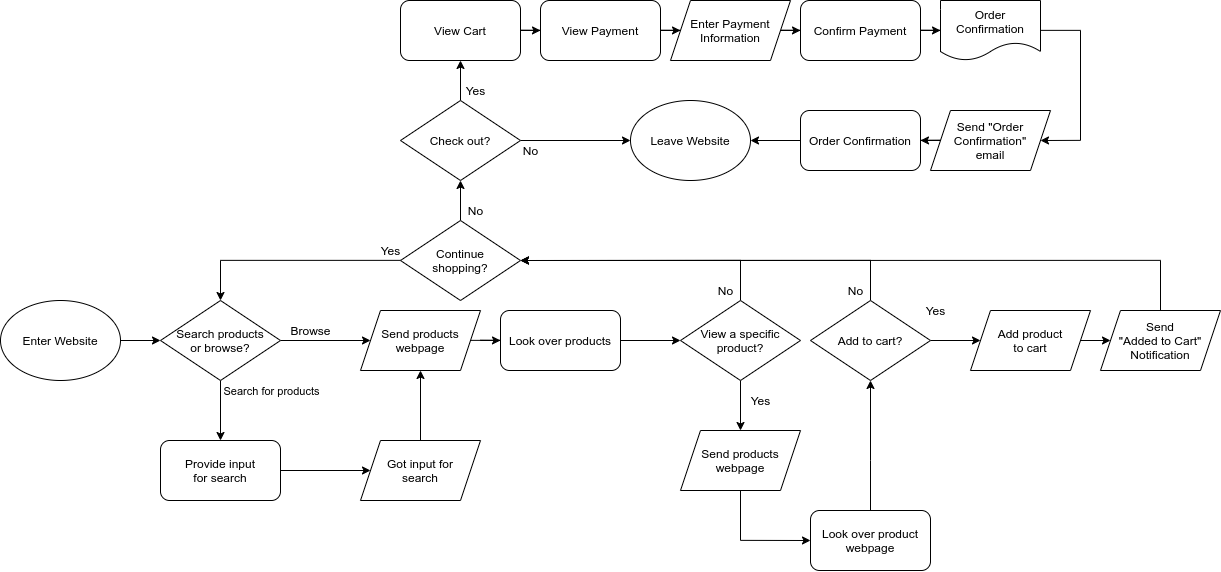 View Cart
View Payment
Enter Payment
Information
Confirm Payment
Order
Confirmation
Yes
Check out?
No
Leave Website
Order Confirmation
Send "Order
Confirmation"
email
No
Yes
Continue
shopping?
No
No
Enter Website
Search products
or browse?
Browse
Send products
webpage
Look over products
View a specific
product?
Add to cart?
Yes
Add product
to cart
Send
"Added to Cart"
Notification
Search for products
Yes
Provide input
for search
Got input for
search
Send products
webpage
Look over product
webpage